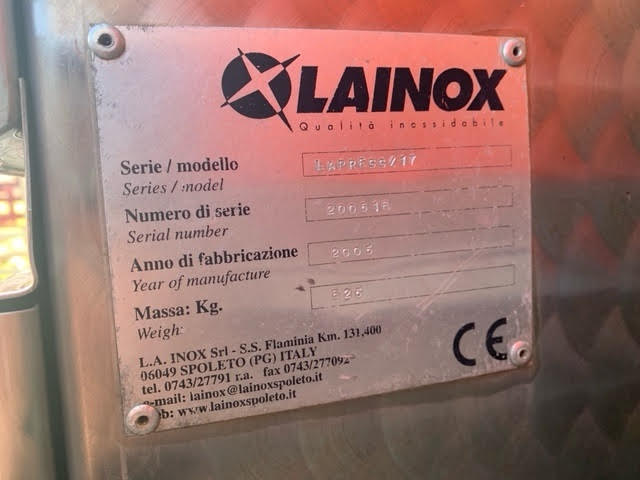 LAINOX
Qualità inossidabile
Serie / modello
Series / model
LAPRESS/17
Numero di serie
Serial number
Anno di fabbricazione
Year of manufacture
2006
Massa: Kg.
Weigh:
L.A. INOX Srl - S.S. Flaminia Km. 131,400
06049 SPOLETO (PG) ITALY
tel. 0743/27791 r.a. fax 0743/277092
e-mail: lainox@lainoxspoleto.it
web: www.lainoxspoleto.it
CE